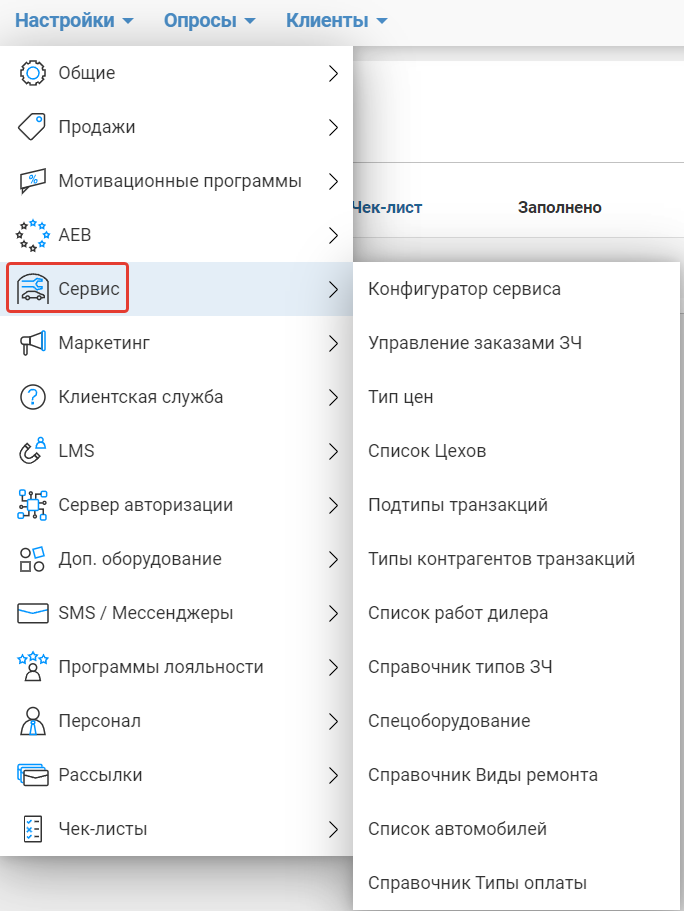 Настройки Опросы Клиенты
Общие
Продажи
Мотивационные программы
Чек-лист Заполнено
АЕВ
Сервис
Конфигуратор сервиса
Маркетинг
Управление заказами ЗЧ
Клиентская служба
Тип цен
LMS
Список Цехов
Сервер авторизации
Подтипы транзакций
Доп. оборудование
Типы контрагентов транзакций
SMS / Мессенджеры
Список работ дилера
Программы лояльности
Справочник типов ЗЧ
Персонал
Спецоборудование
Рассылки
Справочник Виды ремонта
Чек-листы
Список автомобилей
Справочник Типы оплаты